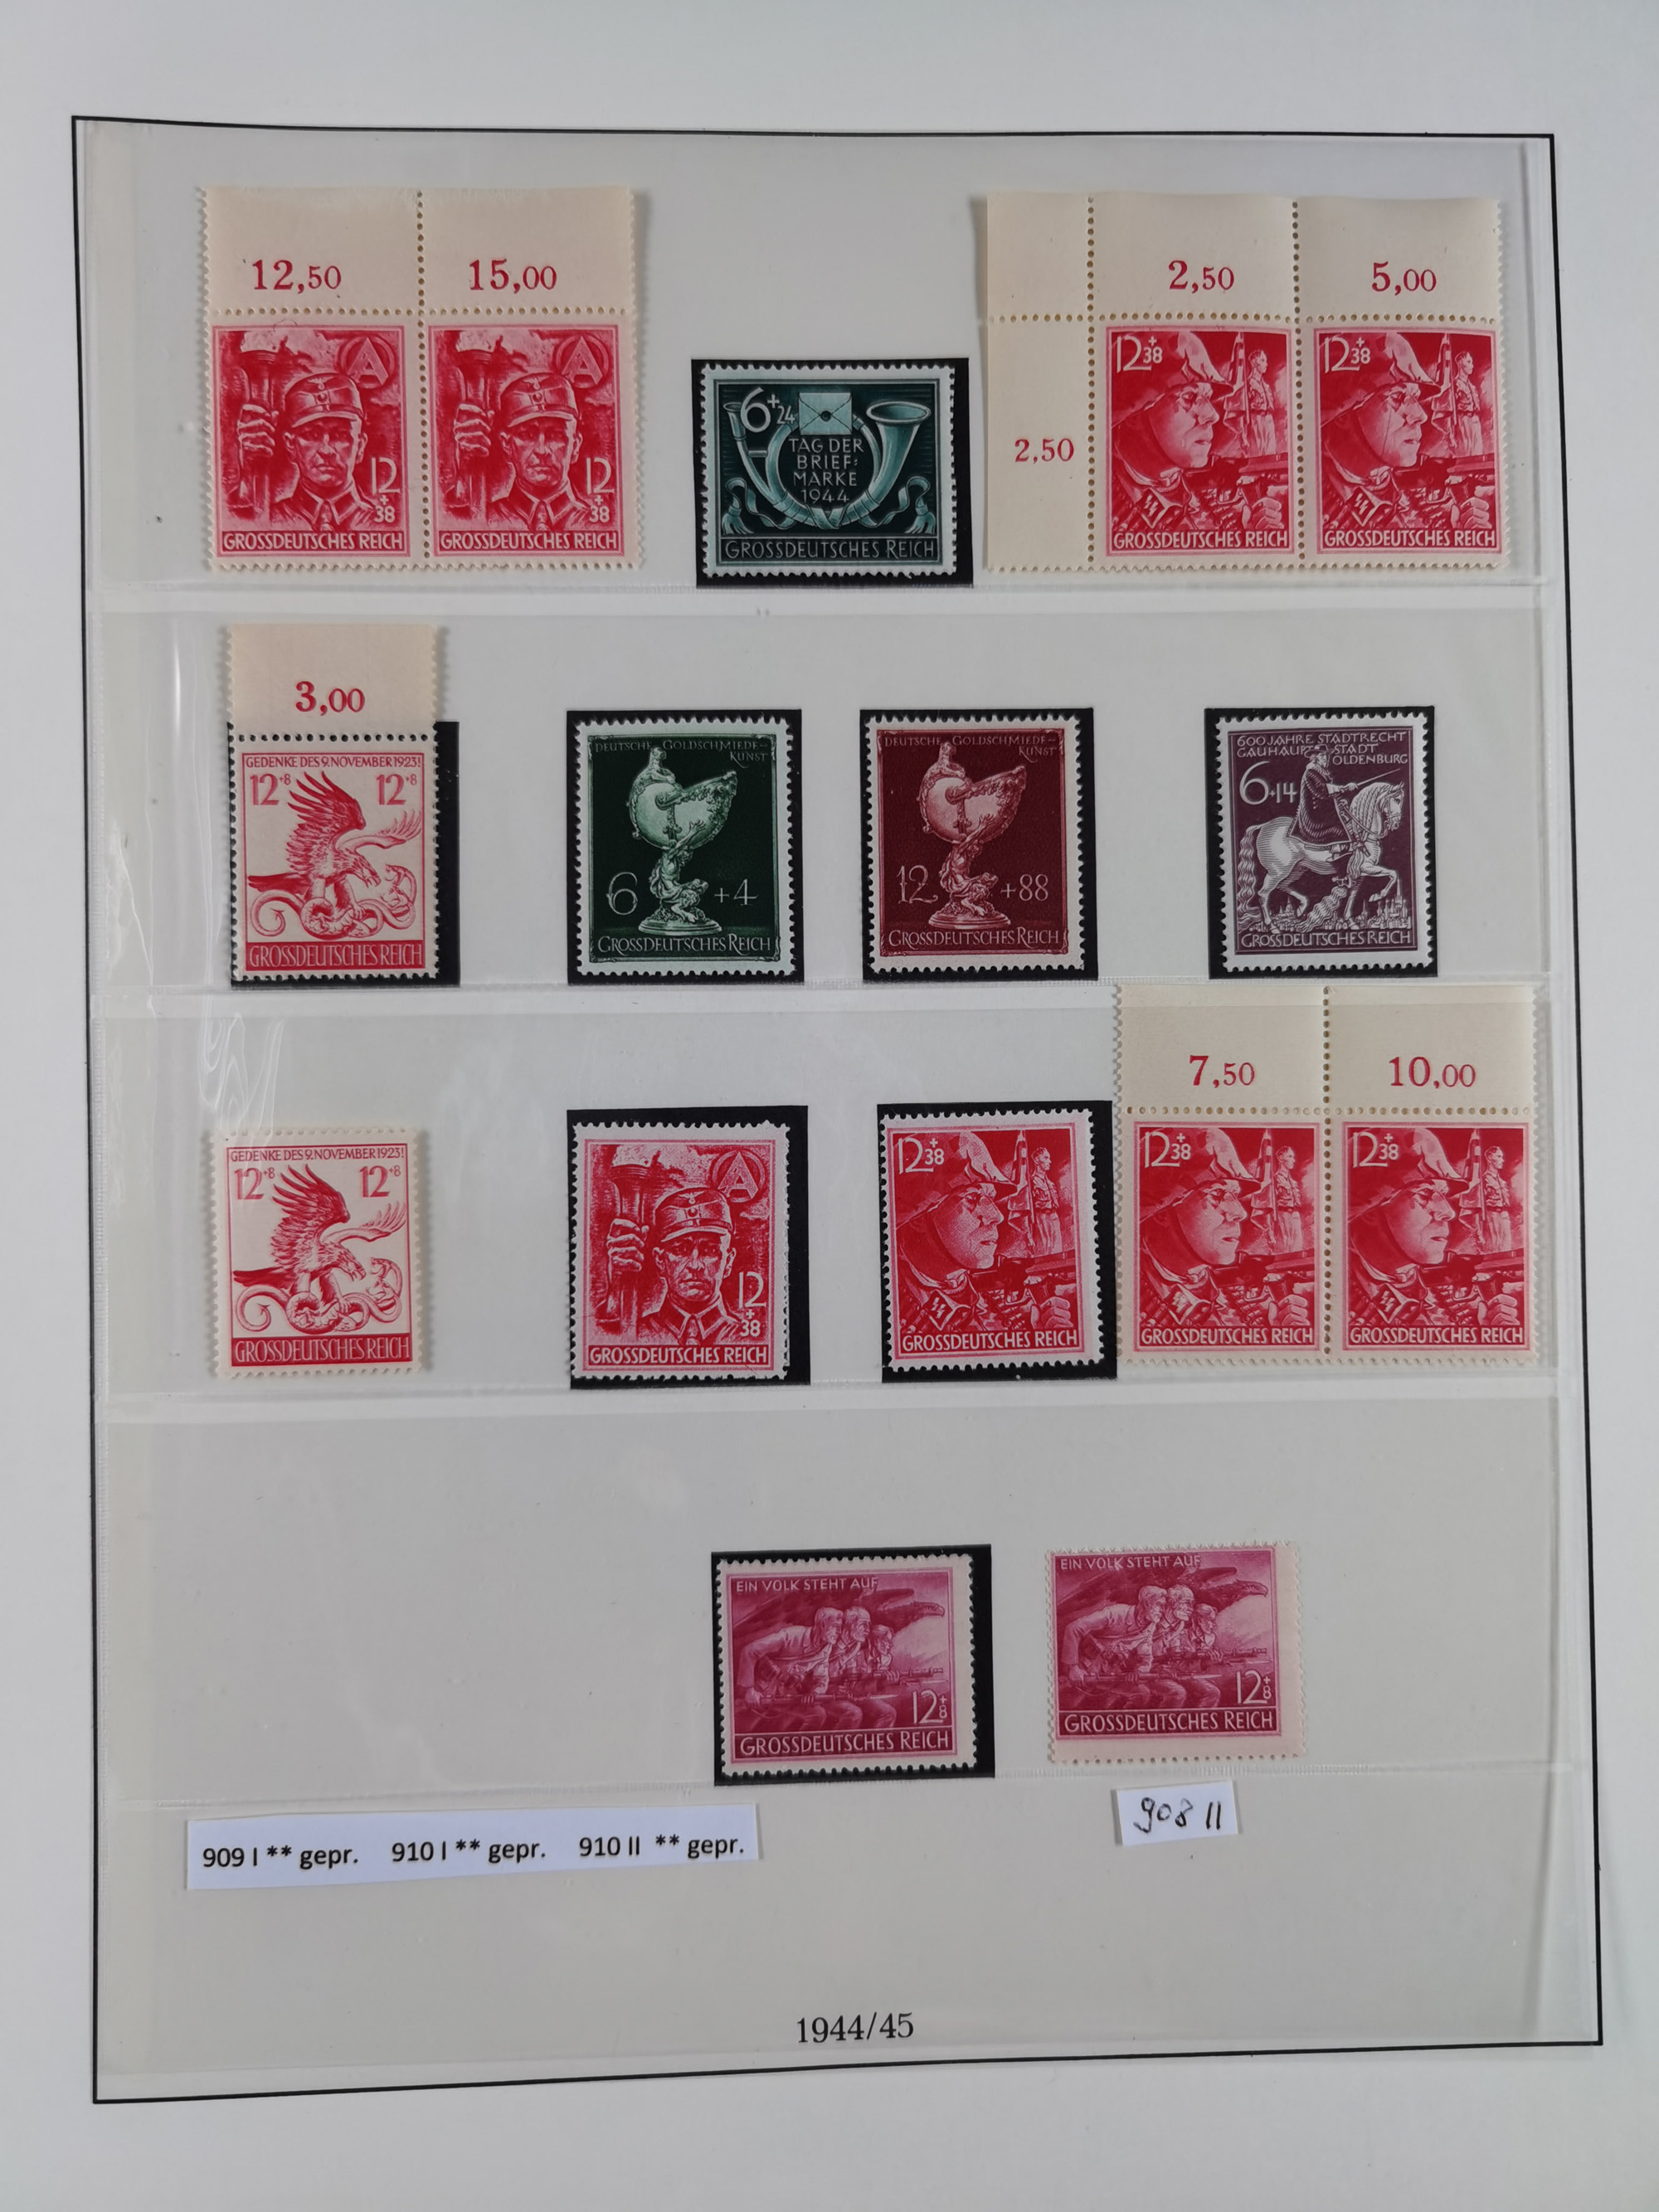 12,50 15,00
12 + 38
GROSSDEUTSCHES REICH
12 + 38
GROSSDEUTSCHES REICH
6 + 24
TAG DER
BRIEF-
MARKE
1944
GROSSDEUTSCHES REICH
2,50 5,00
2,50
12 + 38
GROSSDEUTSCHES REICH
12 + 38
GROSSDEUTSCHES REICH
3,00
GEDENKE DES 9. NOVEMBER 1923!
12+8 12+8
GROSSDEUTSCHES REICH
DEUTSCHE GOLDSCHMIEDE-
KUNST
6 +4
GROSSDEUTSCHES REICH
DEUTSCHE GOLDSCHMIEDE-
KUNST
12 +88
GROSSDEUTSCHES REICH
600 JAHRE STADTRECHT
GAUHAUPTSTADT
OLDENBURG
6+14
GROSSDEUTSCHES REICH
GEDENKE DES 9. NOVEMBER 1923!
12+8 12+8
GROSSDEUTSCHES REICH
12 + 38
GROSSDEUTSCHES REICH
12 + 38
GROSSDEUTSCHES REICH
7,50 10,00
12 + 38
GROSSDEUTSCHES REICH
12 + 38
GROSSDEUTSCHES REICH
EIN VOLK STEHT AUF
12 + 8
GROSSDEUTSCHES REICH
EIN VOLK STEHT AUF
12 + 8
GROSSDEUTSCHES REICH
908 II
909 I ** gepr. 910 I ** gepr. 910 II ** gepr.
1944/45